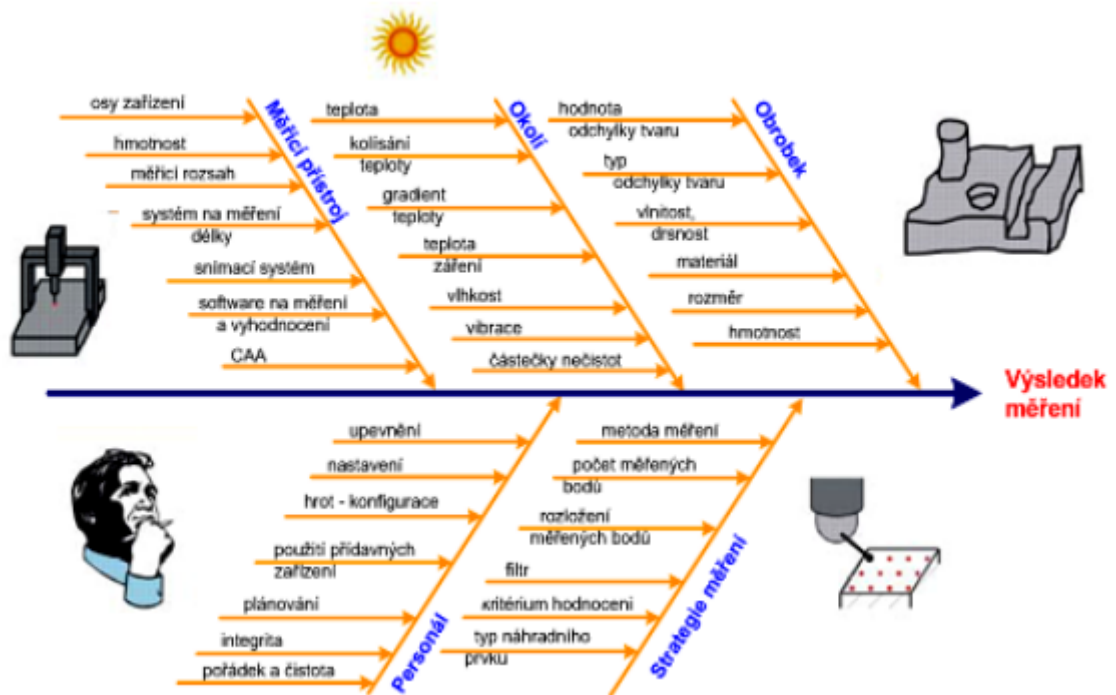 Měřicí přístroj
osy zařízení
hmotnost
měřicí rozsah
systém na měření
délky
snímací systém
software na měření
a vyhodnocení
CAA
Okolí
teplota
kolísání
teploty
gradient
teploty
teplota
záření
vlhkost
vibrace
částečky nečistot
Obrobek
hodnota
odchylky tvaru
typ
odchylky tvaru
vlnitost,
drsnost
materiál
rozměr
hmotnost
Výsledek
měření
upevnění
nastavení
hrot - konfigurace
použití přídavných
zařízení
plánování
integrita
pořádek a čistota
Personál
metoda měření
počet měřených
bodů
rozložení
měřených bodů
filtr
kritérium hodnocení
typ náhradního
prvku
Strategie měření